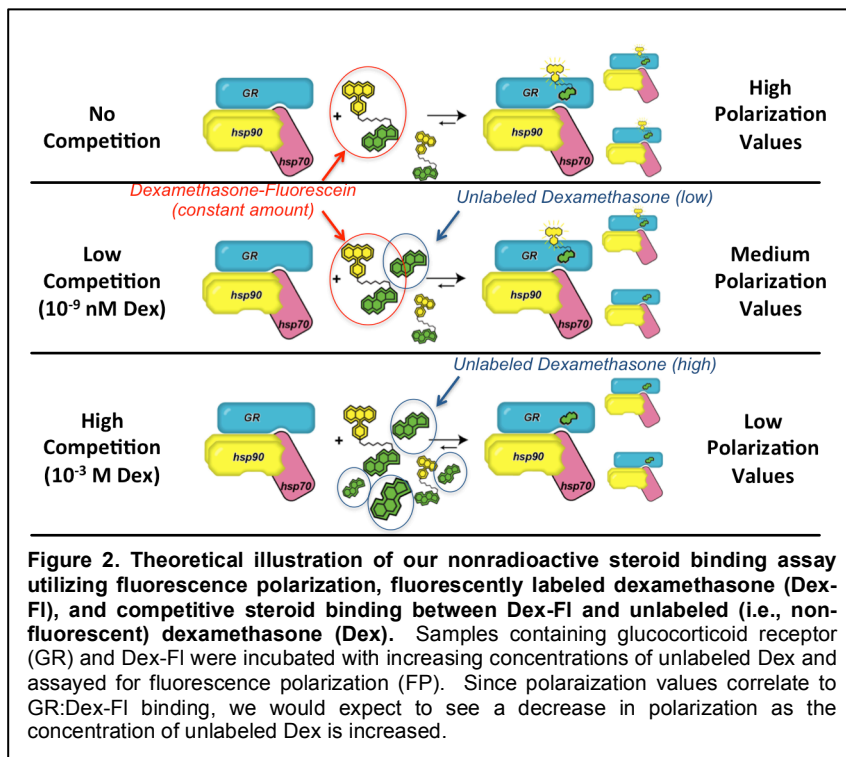 No
Competition
GR
hsp90
hsp70
+
GR
High
Polarization
Values
Dexamethasone-Fluorescein
(constant amount)
Unlabeled Dexamethasone (low)
Low
Competition
(10⁻⁹ nM Dex)
GR
hsp90
hsp70
+
GR
Medium
Polarization
Values
Unlabeled Dexamethasone (high)
High
Competition
(10⁻³ M Dex)
GR
hsp90
hsp70
+
GR
hsp90
hsp70
Low
Polarization
Values
Figure 2. Theoretical illustration of our nonradioactive steroid binding assay
utilizing fluorescence polarization, fluorescently labeled dexamethasone (Dex-
Fl), and competitive steroid binding between Dex-Fl and unlabeled (i.e., non-
fluorescent) dexamethasone (Dex). Samples containing glucocorticoid receptor
(GR) and Dex-Fl were incubated with increasing concentrations of unlabeled Dex and
assayed for fluorescence polarization (FP). Since polaraization values correlate to
GR:Dex-Fl binding, we would expect to see a decrease in polarization as the
concentration of unlabeled Dex is increased.